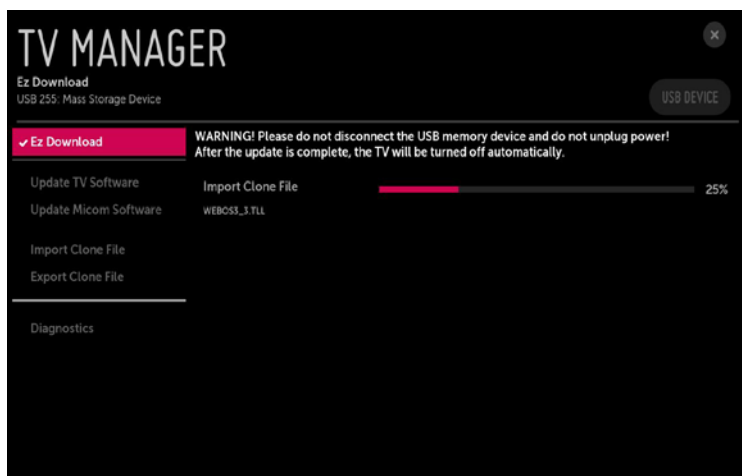 TV MANAGER
Ez Download
USB 255: Mass Storage Device
USB DEVICE
Ez Download
WARNING! Please do not disconnect the USB memory device and do not unplug power!
After the update is complete, the TV will be turned off automatically.
Update TV Software
Update Micom Software
Import Clone File
Export Clone File
Diagnostics
Import Clone File
25%
WEBOS3_3.TLL